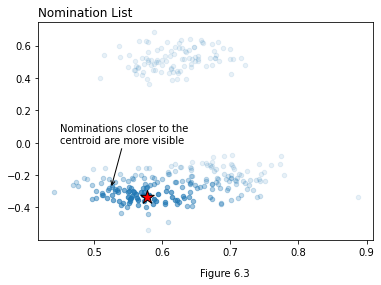 Nomination List
0.6
0.4
0.2
0.0
−0.2
−0.4
Nominations closer to the
centroid are more visible
0.5 0.6 0.7 0.8 0.9
Figure 6.3